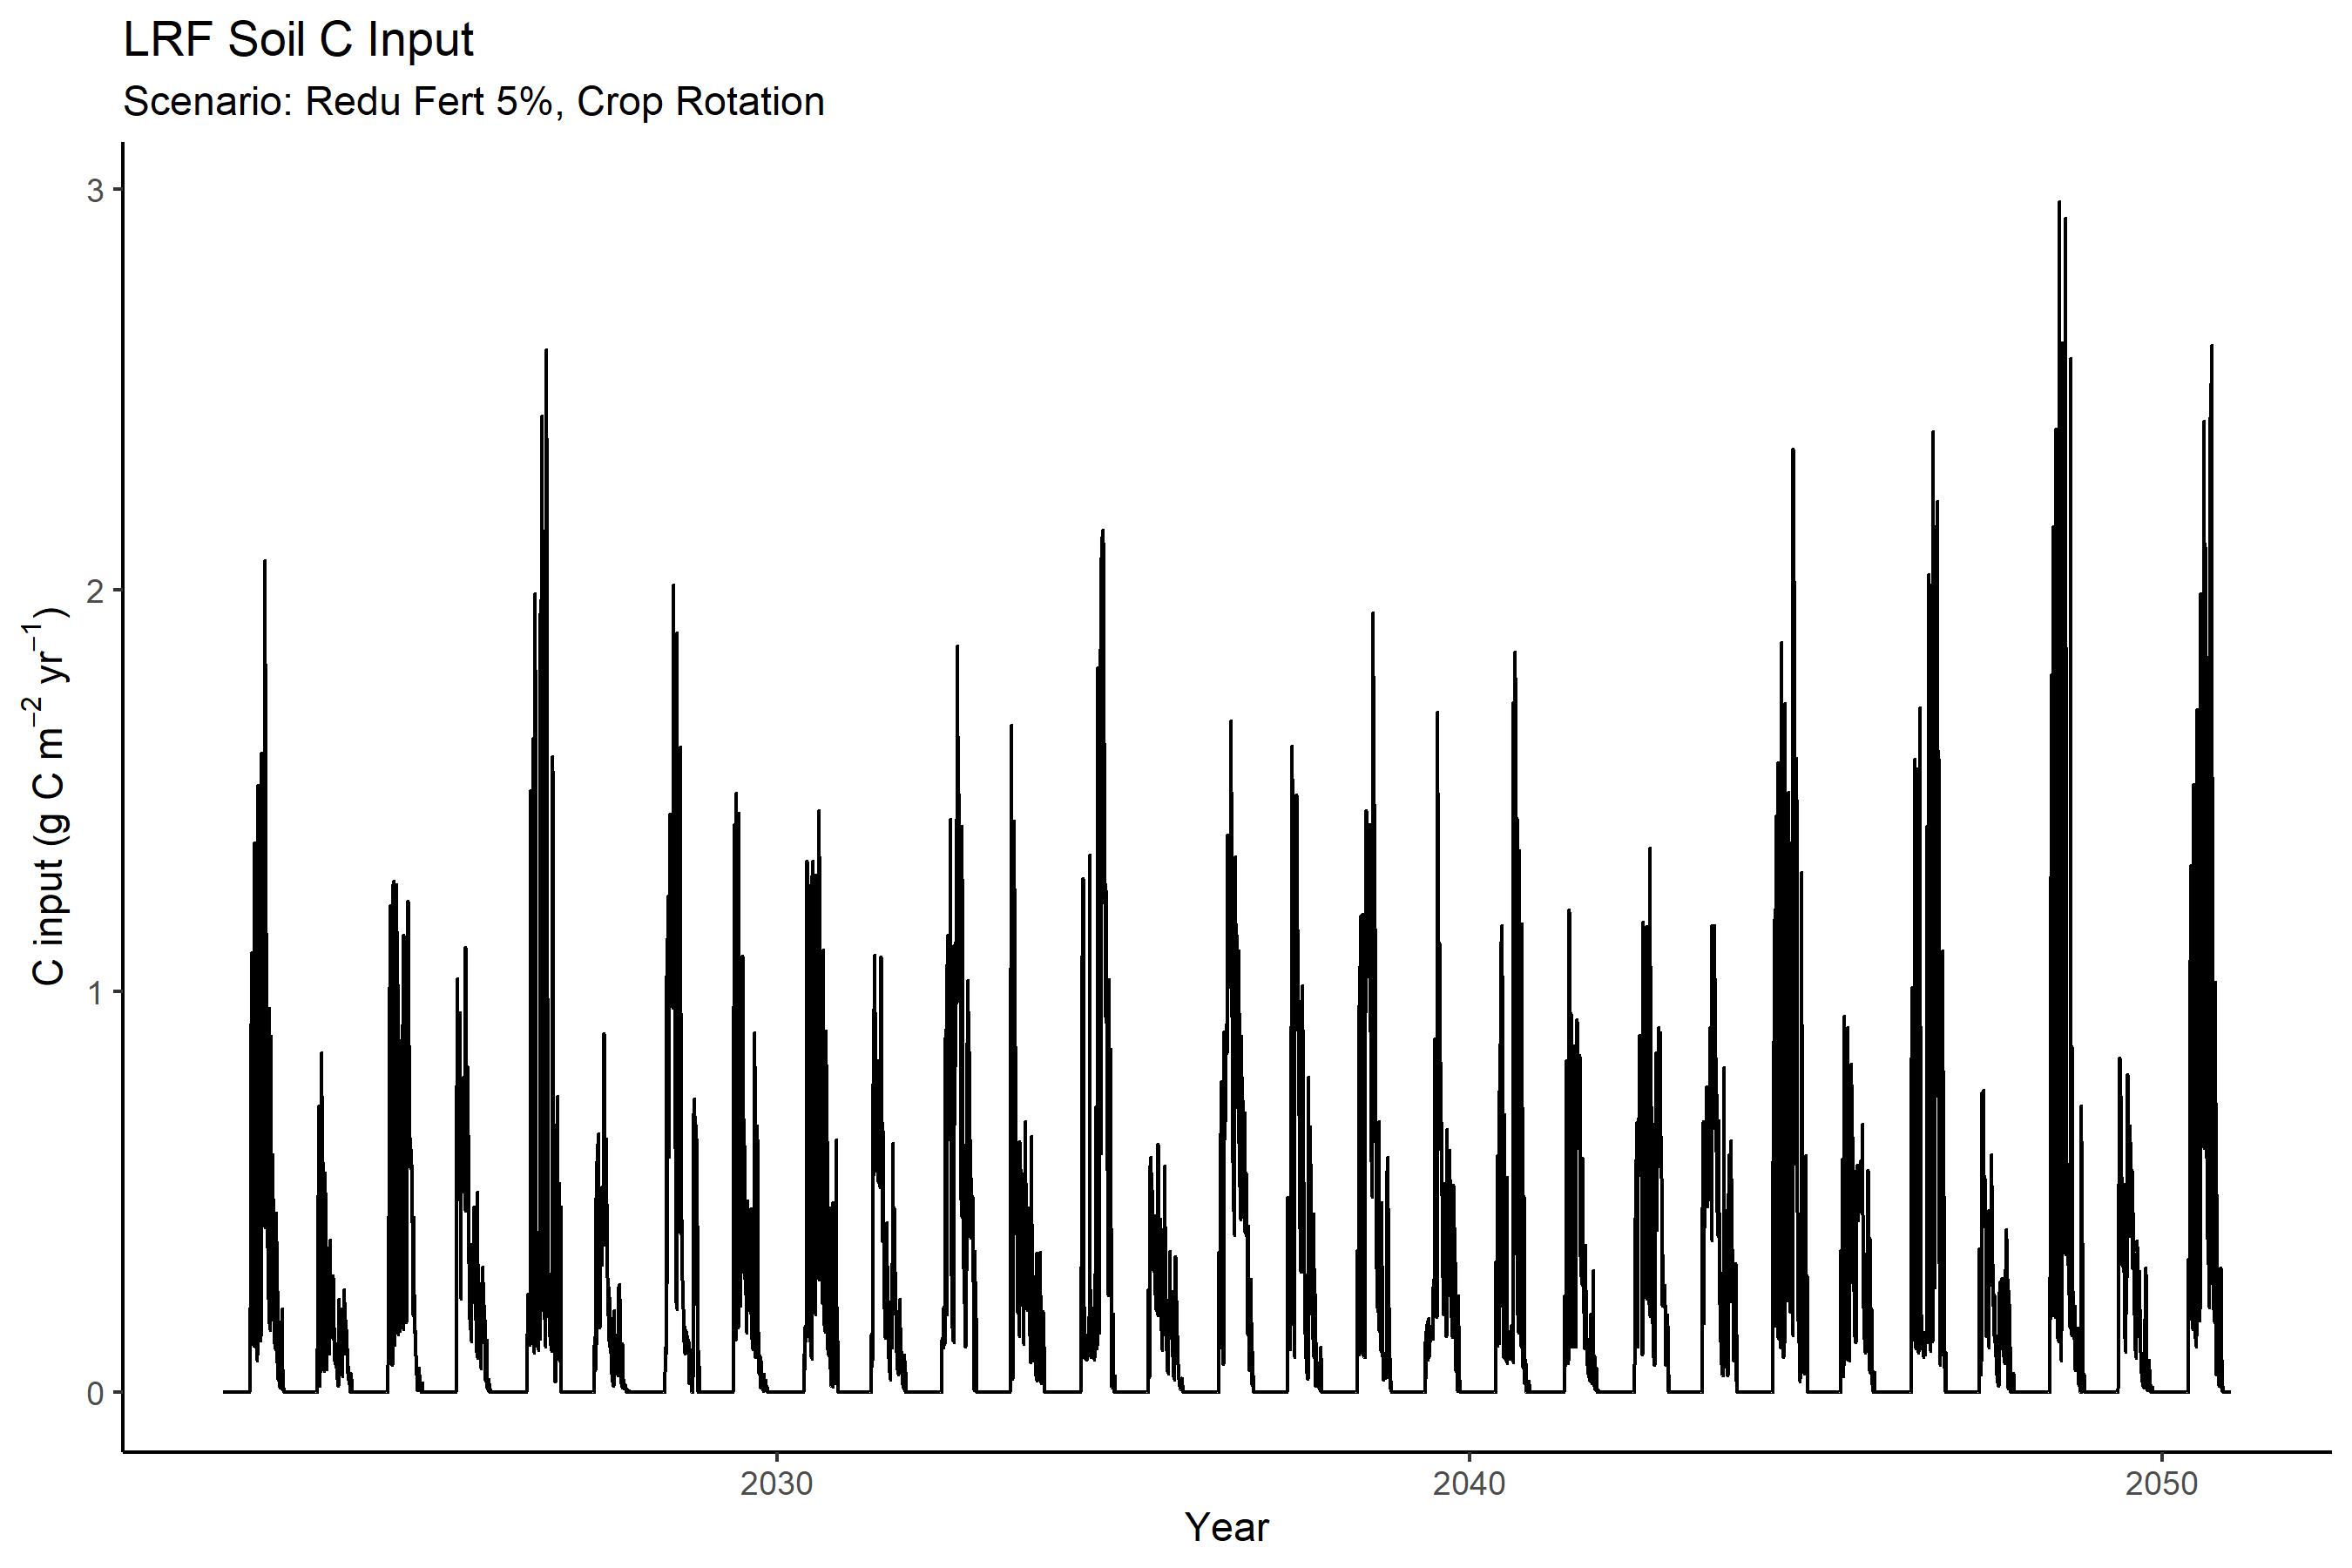 LRF Soil C Input
Scenario: Redu Fert 5%, Crop Rotation
3
2
1
0
C input (g C m⁻² yr⁻¹)
2030
2040
2050
Year